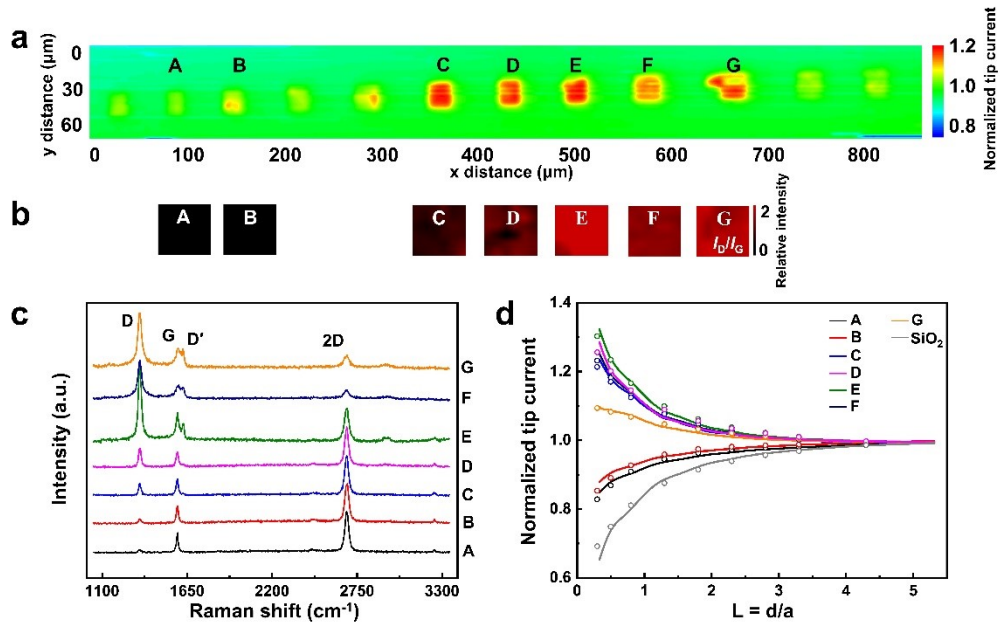 a
0
30
60
y distance (μm)
A B C D E F G
0 100 200 300 400 500 600 700 800
x distance (μm)
1.2
1.0
0.8
Normalized tip current
b
A B C D E F G
I_D/I_G
2
0
Relative intensity
c
D
G
D′
2D
G
F
E
D
C
B
A
Intensity (a.u.)
1100 1650 2200 2750 3300
Raman shift (cm⁻¹)
d
A G
B SiO₂
C
D
E
F
1.4
1.2
1.0
0.8
0.6
Normalized tip current
0 1 2 3 4 5
L = d/a